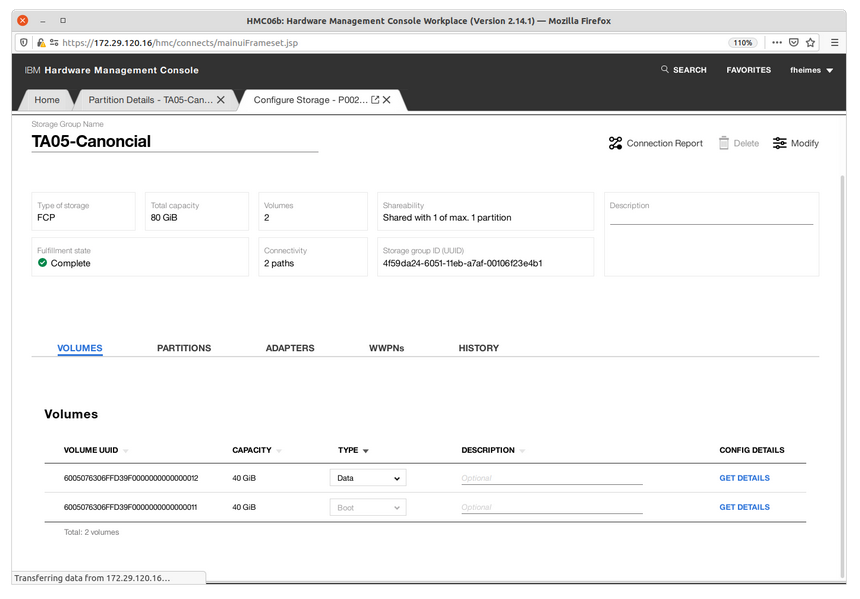 HMC06b: Hardware Management Console Workplace (Version 2.14.1) — Mozilla Firefox
https://172.29.120.16/hmc/connects/mainuiFrameset.jsp
110%
IBM Hardware Management Console
SEARCH
FAVORITES
fheimes
Home
Partition Details - TA05-Can...
Configure Storage - P002...
Storage Group Name
TA05-Canoncial
Connection Report
Delete
Modify
Type of storage
FCP
Total capacity
80 GiB
Volumes
2
Shareability
Shared with 1 of max. 1 partition
Description
Fulfillment state
Complete
Connectivity
2 paths
Storage group ID (UUID)
4f59da24-6051-11eb-a7af-00106f23e4b1
VOLUMES PARTITIONS ADAPTERS WWPNs HISTORY
Volumes
VOLUME UUID CAPACITY TYPE DESCRIPTION CONFIG DETAILS
6005076306FFD39F0000000000000012 40 GiB Data Optional GET DETAILS
6005076306FFD39F0000000000000011 40 GiB Boot Optional GET DETAILS
Total: 2 volumes
Transferring data from 172.29.120.16…